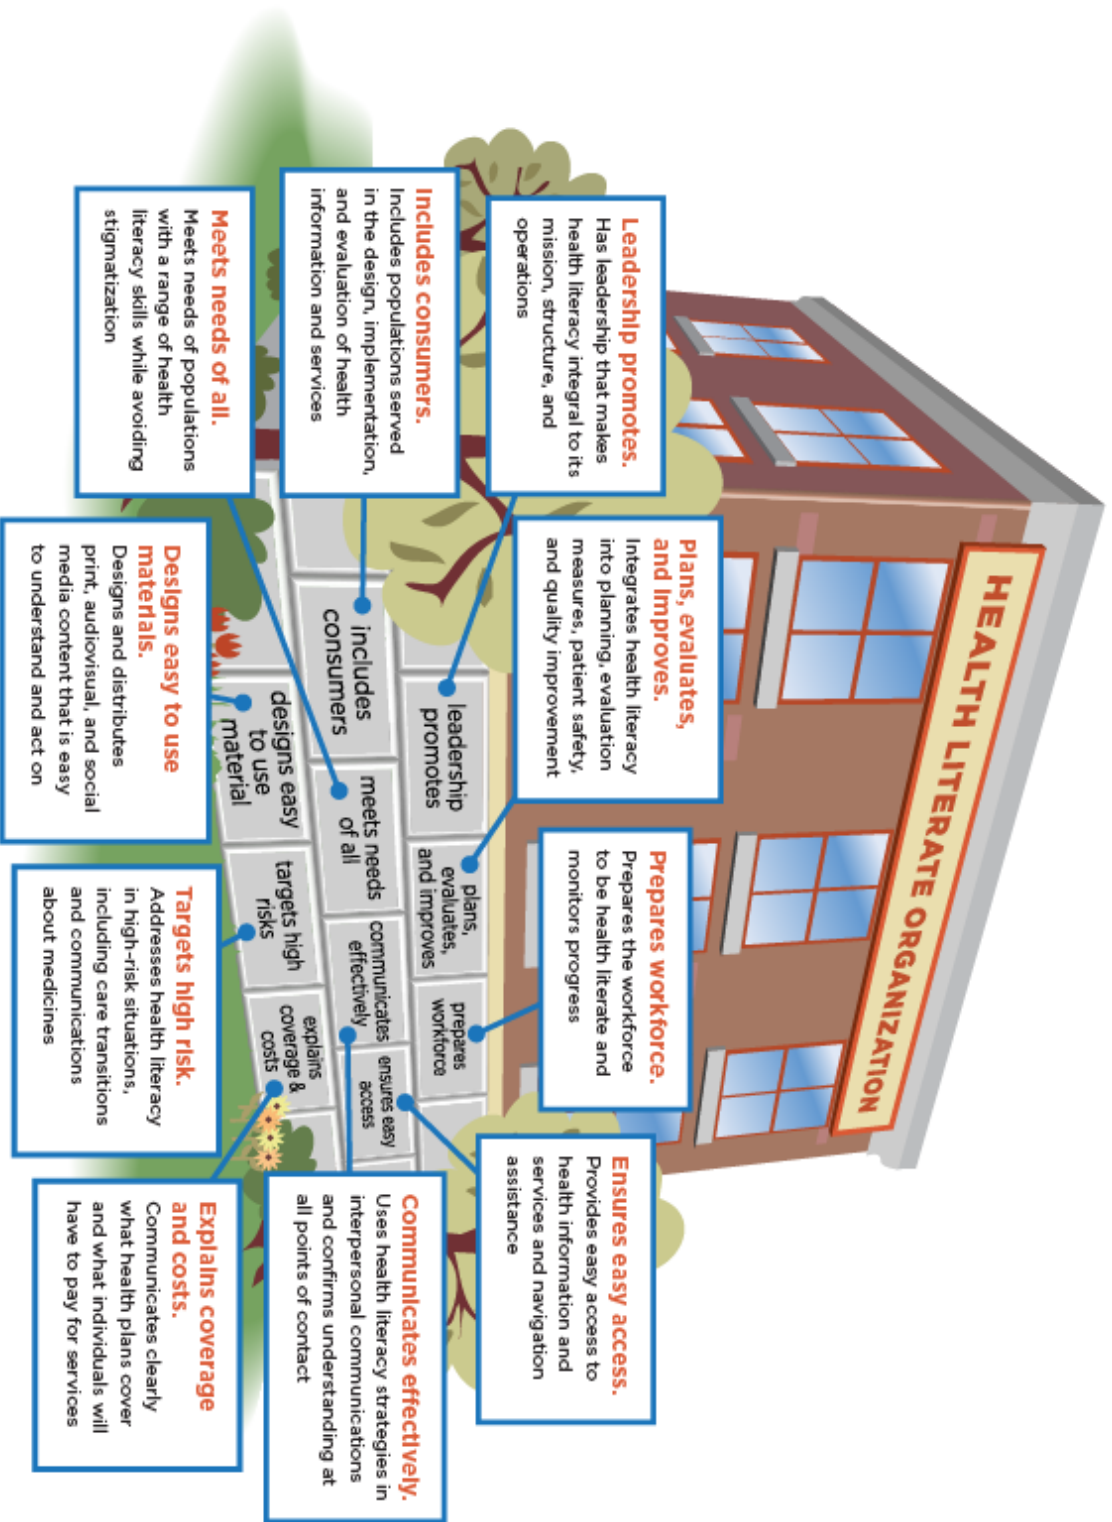 HEALTH LITERATE ORGANIZATION
Leadership promotes.
Has leadership that makes
health literacy integral to its
mission, structure, and
operations
Plans, evaluates,
and improves.
Integrates health literacy
into planning, evaluation
measures, patient safety,
and quality improvement
Prepares workforce.
Prepares the workforce
to be health literate and
monitors progress
Ensures easy access.
Provides easy access to
health information and
services and navigation
assistance
Includes consumers.
Includes populations served
in the design, implementation,
and evaluation of health
information and services
leadership
promotes
plans,
evaluates,
and improves
prepares
workforce
includes
consumers
meets needs
of all
communicates
effectively
ensures easy
access
designs easy
to use
material
targets high
risks
explains
coverage &
costs
Communicates effectively.
Uses health literacy strategies in
interpersonal communications
and confirms understanding at
all points of contact
Meets needs of all.
Meets needs of populations
with a range of health
literacy skills while avoiding
stigmatization
Designs easy to use
materials.
Designs and distributes
print, audiovisual, and social
media content that is easy
to understand and act on
Targets high risk.
Addresses health literacy
in high-risk situations,
including care transitions
and communications
about medicines
Explains coverage
and costs.
Communicates clearly
what health plans cover
and what individuals will
have to pay for services